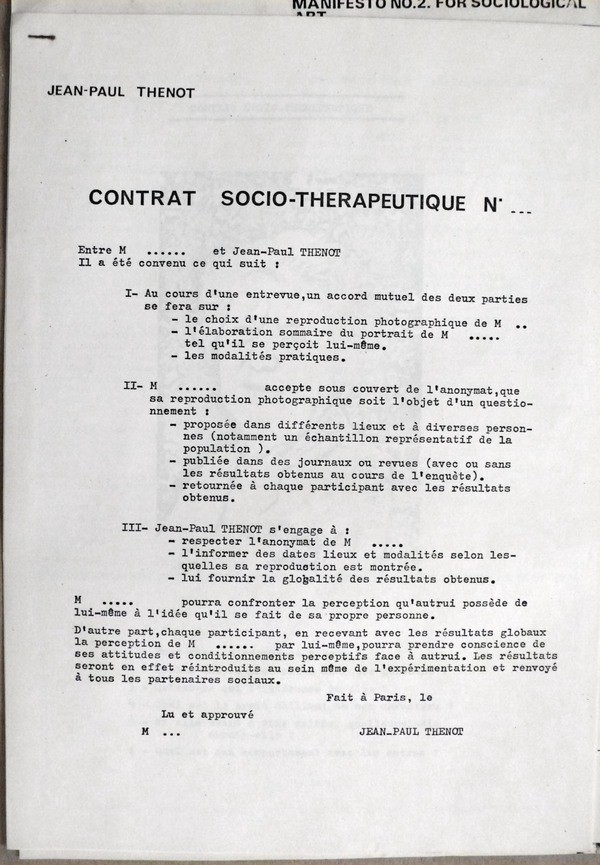 MANIFESTO NO.2. FOR SOCIOLOGICAL
ART
JEAN-PAUL THENOT
CONTRAT SOCIO-THERAPEUTIQUE N° ...
Entre M ...... et Jean-Paul THENOT
Il a été convenu ce qui suit :
I- Au cours d'une entrevue,un accord mutuel des deux parties
se fera sur :
- le choix d'une reproduction photographique de M ..
- l'élaboration sommaire du portrait de M .....
tel qu'il se perçoit lui-même.
- les modalités pratiques.
II- M ...... accepte sous couvert de l'anonymat,que
sa reproduction photographique soit l'objet d'un questio-
nnement :
- proposée dans différents lieux et à diverses person-
nes (notamment un échantillon représentatif de la
population ).
- publiée dans des journaux ou revues (avec ou sans
les résultats obtenus au cours de l'enquête).
- retournée à chaque participant avec les résultats
obtenus.
III- Jean-Paul THENOT s'engage à :
- respecter l'anonymat de M .....
- l'informer des dates lieux et modalités selon les-
quelles sa reproduction est montrée.
- lui fournir la globalité des résultats obtenus.
M ..... pourra confronter la perception qu'autrui possède de
lui-même à l'idée qu'il se fait de sa propre personne.
D'autre part,chaque participant, en recevant avec les résultats globaux
la perception de M ...... par lui-même,pourra prendre conscience de
ses attitudes et conditionnements perceptifs face à autrui. Les résultats
seront en effet réintroduits au sein même de l'expérimentation et renvoyé
à tous les partenaires sociaux.
Fait à Paris, le
Lu et approuvé
M ... JEAN-PAUL THENOT